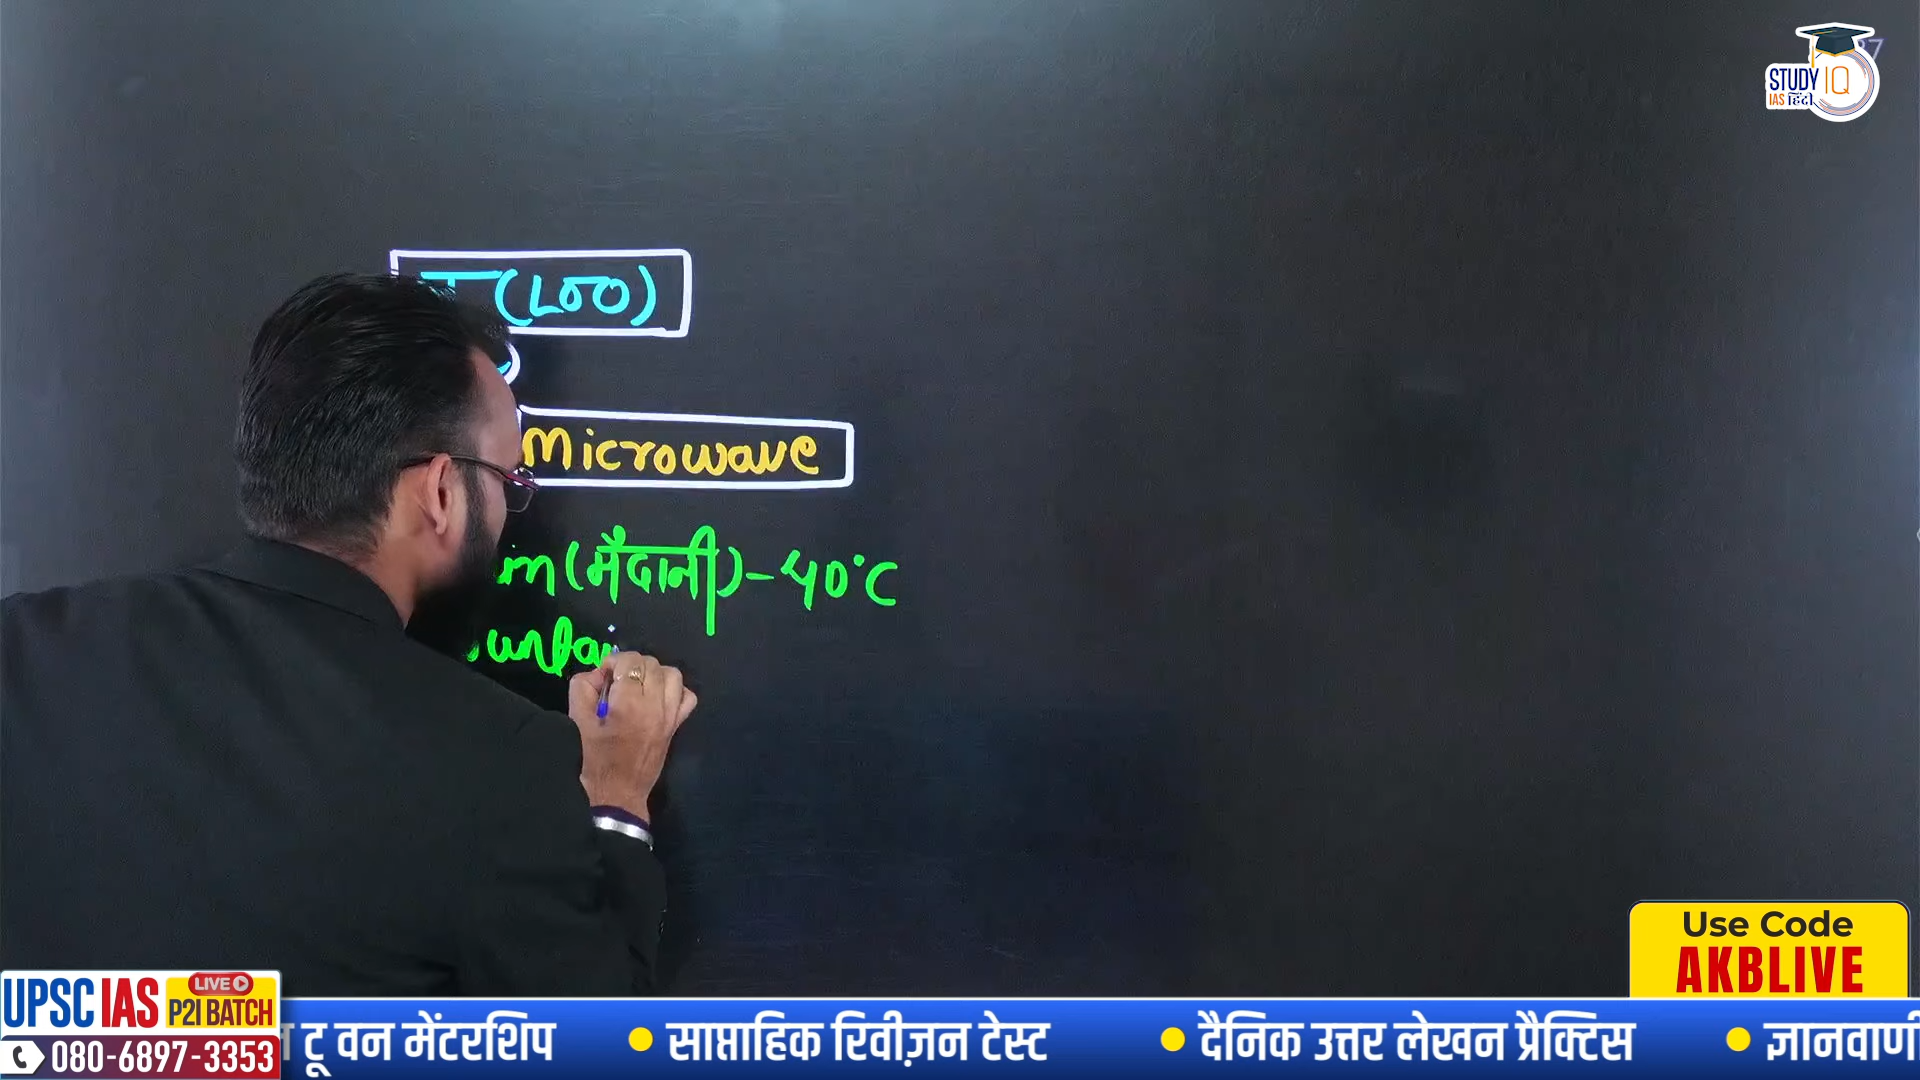 STUDY IQ
IAS हिंदी
(LOO)
Microwave
(मैदानी) - 40°C
Use Code
AKBLIVE
UPSC IAS
LIVE
P2I BATCH
080-6897-3353
टू वन मेंटरशिप • साप्ताहिक रिवीज़न टेस्ट • दैनिक उत्तर लेखन प्रैक्टिस • ज्ञानवाणी